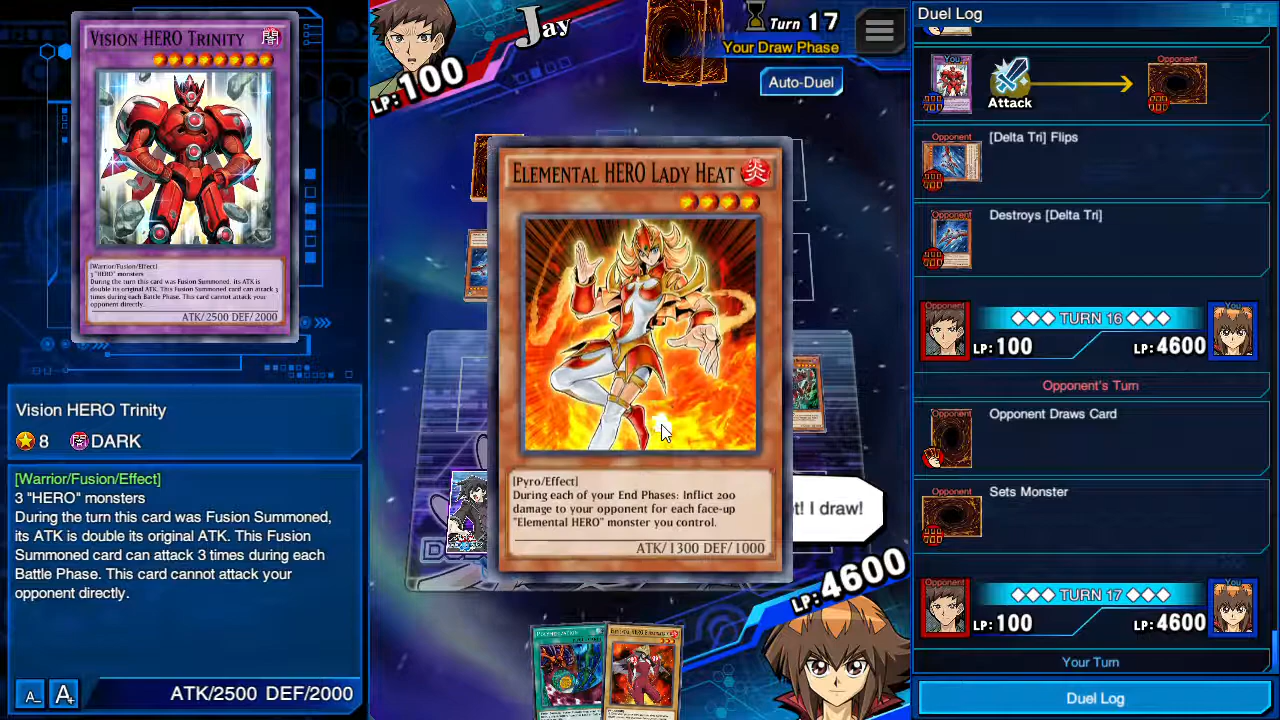 VISION HERO TRINITY
[Warrior/Fusion/Effect]
3 "HERO" monsters
During the turn this card was Fusion Summoned, its ATK is
double its original ATK. This Fusion Summoned card can attack 3
times during each Battle Phase. This card cannot attack your
opponent directly.
ATK/2500 DEF/2000
Vision HERO Trinity
8 DARK
[Warrior/Fusion/Effect]
3 "HERO" monsters
During the turn this card was Fusion Summoned,
its ATK is double its original ATK. This Fusion
Summoned card can attack 3 times during each
Battle Phase. This card cannot attack your
opponent directly.
A- A+
ATK/2500 DEF/2000
Jay
LP:100
Turn 17
Your Draw Phase
Auto-Duel
ELEMENTAL HERO LADY HEAT
炎
[Pyro/Effect]
During each of your End Phases: Inflict 200
damage to your opponent for each face-up
"Elemental HERO" monster you control.
ATK/1300 DEF/1000
t! I draw!
LP:4600
POLYMERIZATION
Duel Log
You
Opponent
Attack
Opponent
[Delta Tri] Flips
Opponent
Destroys [Delta Tri]
Opponent
TURN 16
You
LP:100
LP:4600
Opponent's Turn
Opponent
Opponent Draws Card
Opponent
Sets Monster
Opponent
TURN 17
You
LP:100
LP:4600
Your Turn
Duel Log